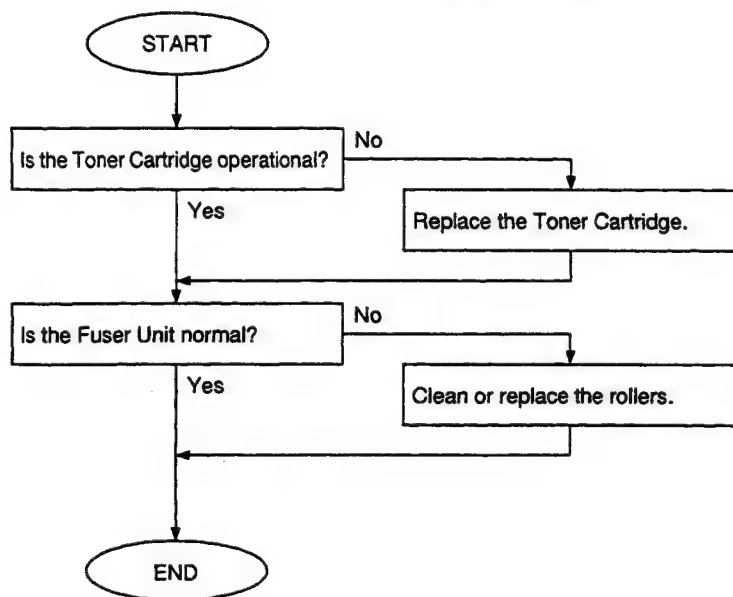 START
Is the Toner Cartridge operational?
No
Yes
Replace the Toner Cartridge.
Is the Fuser Unit normal?
No
Yes
Clean or replace the rollers.
END